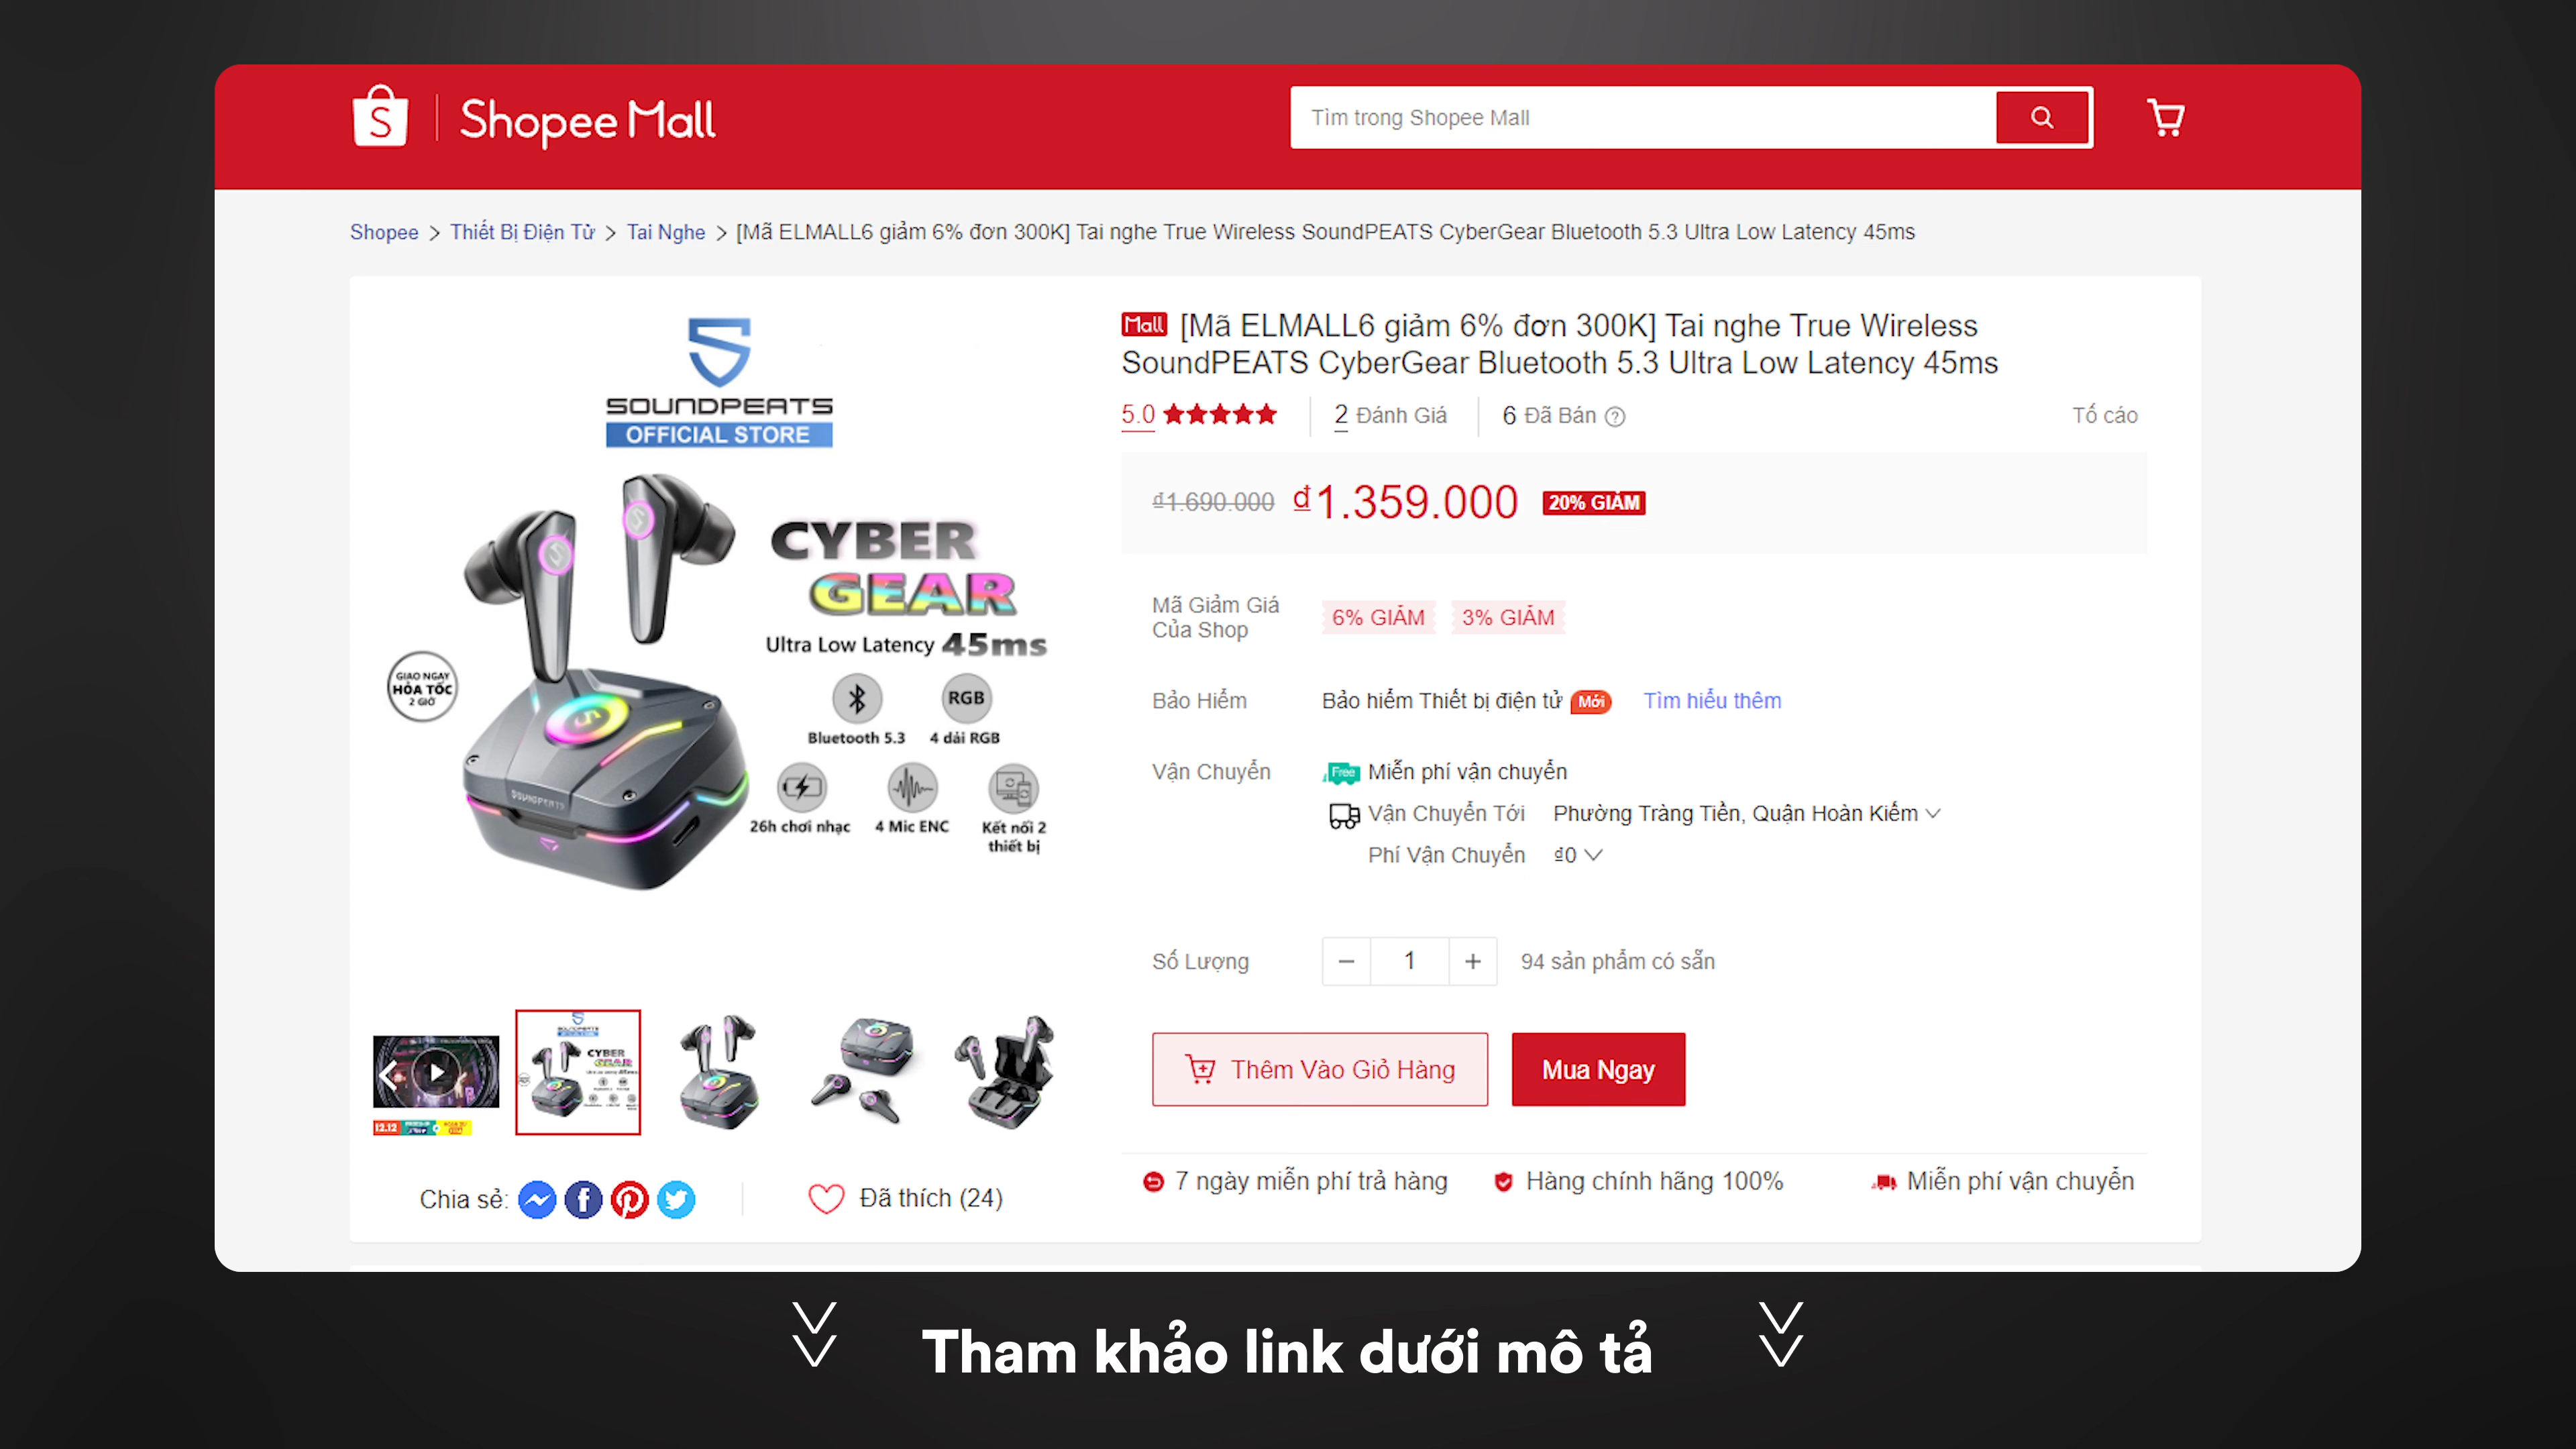 S
Shopee Mall
Tìm trong Shopee Mall
Shopee > Thiết Bị Điện Tử > Tai Nghe > [Mã ELMALL6 giảm 6% đơn 300K] Tai nghe True Wireless SoundPEATS CyberGear Bluetooth 5.3 Ultra Low Latency 45ms
SOUNDPEATS
OFFICIAL STORE
CYBER
GEAR
Ultra Low Latency 45ms
GIAO NGAY
HỎA TỐC
2 GIỜ
RGB
Bluetooth 5.3
4 dải RGB
26h chơi nhạc
4 Mic ENC
Kết nối 2
thiết bị
SOUNDPEATS
Mall [Mã ELMALL6 giảm 6% đơn 300K] Tai nghe True Wireless
SoundPEATS CyberGear Bluetooth 5.3 Ultra Low Latency 45ms
5.0
2 Đánh Giá
6 Đã Bán ?
Tố cáo
₫1.690.000 ₫1.359.000 20% GIẢM
Mã Giảm Giá
Của Shop
6% GIẢM
3% GIẢM
Bảo Hiểm
Bảo hiểm Thiết bị điện tử Mới Tìm hiểu thêm
Vận Chuyển
Free Miễn phí vận chuyển
Vận Chuyển Tới Phường Tràng Tiền, Quận Hoàn Kiếm
Phí Vận Chuyển ₫0
Số Lượng
− 1 +
94 sản phẩm có sẵn
Thêm Vào Giỏ Hàng
Mua Ngay
12.12
CYBER
GEAR
Chia sẻ:
Đã thích (24)
7 ngày miễn phí trả hàng
Hàng chính hãng 100%
Miễn phí vận chuyển
Tham khảo link dưới mô tả